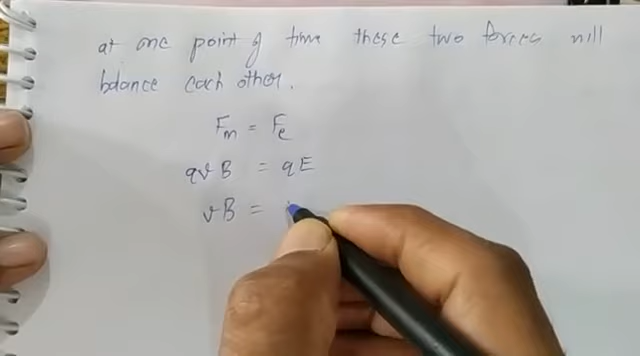 at one point of time these two forces will
balance each other.
Fm = Fe
qvB = qE
vB =